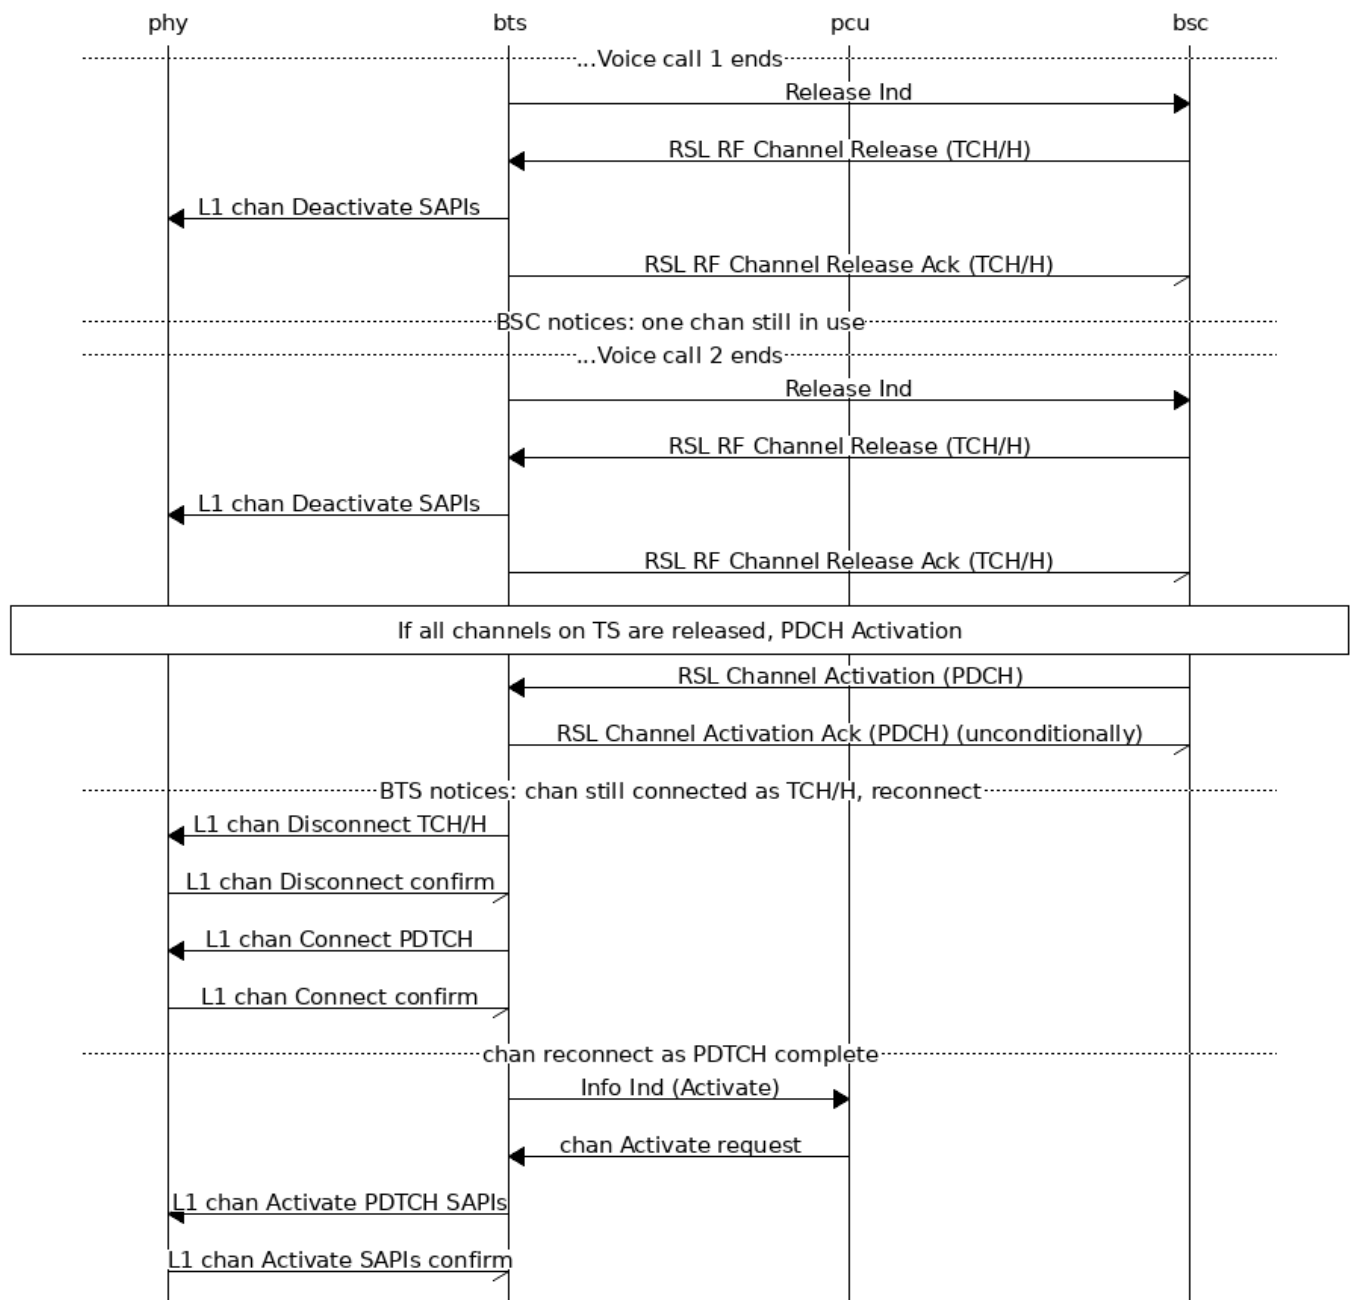 phy bts pcu bsc
...Voice call 1 ends
Release Ind
RSL RF Channel Release (TCH/H)
L1 chan Deactivate SAPIs
RSL RF Channel Release Ack (TCH/H)
BSC notices: one chan still in use
...Voice call 2 ends
Release Ind
RSL RF Channel Release (TCH/H)
L1 chan Deactivate SAPIs
RSL RF Channel Release Ack (TCH/H)
If all channels on TS are released, PDCH Activation
RSL Channel Activation (PDCH)
RSL Channel Activation Ack (PDCH) (unconditionally)
BTS notices: chan still connected as TCH/H, reconnect
L1 chan Disconnect TCH/H
L1 chan Disconnect confirm
L1 chan Connect PDTCH
L1 chan Connect confirm
chan reconnect as PDTCH complete
Info Ind (Activate)
chan Activate request
L1 chan Activate PDTCH SAPIs
L1 chan Activate SAPIs confirm